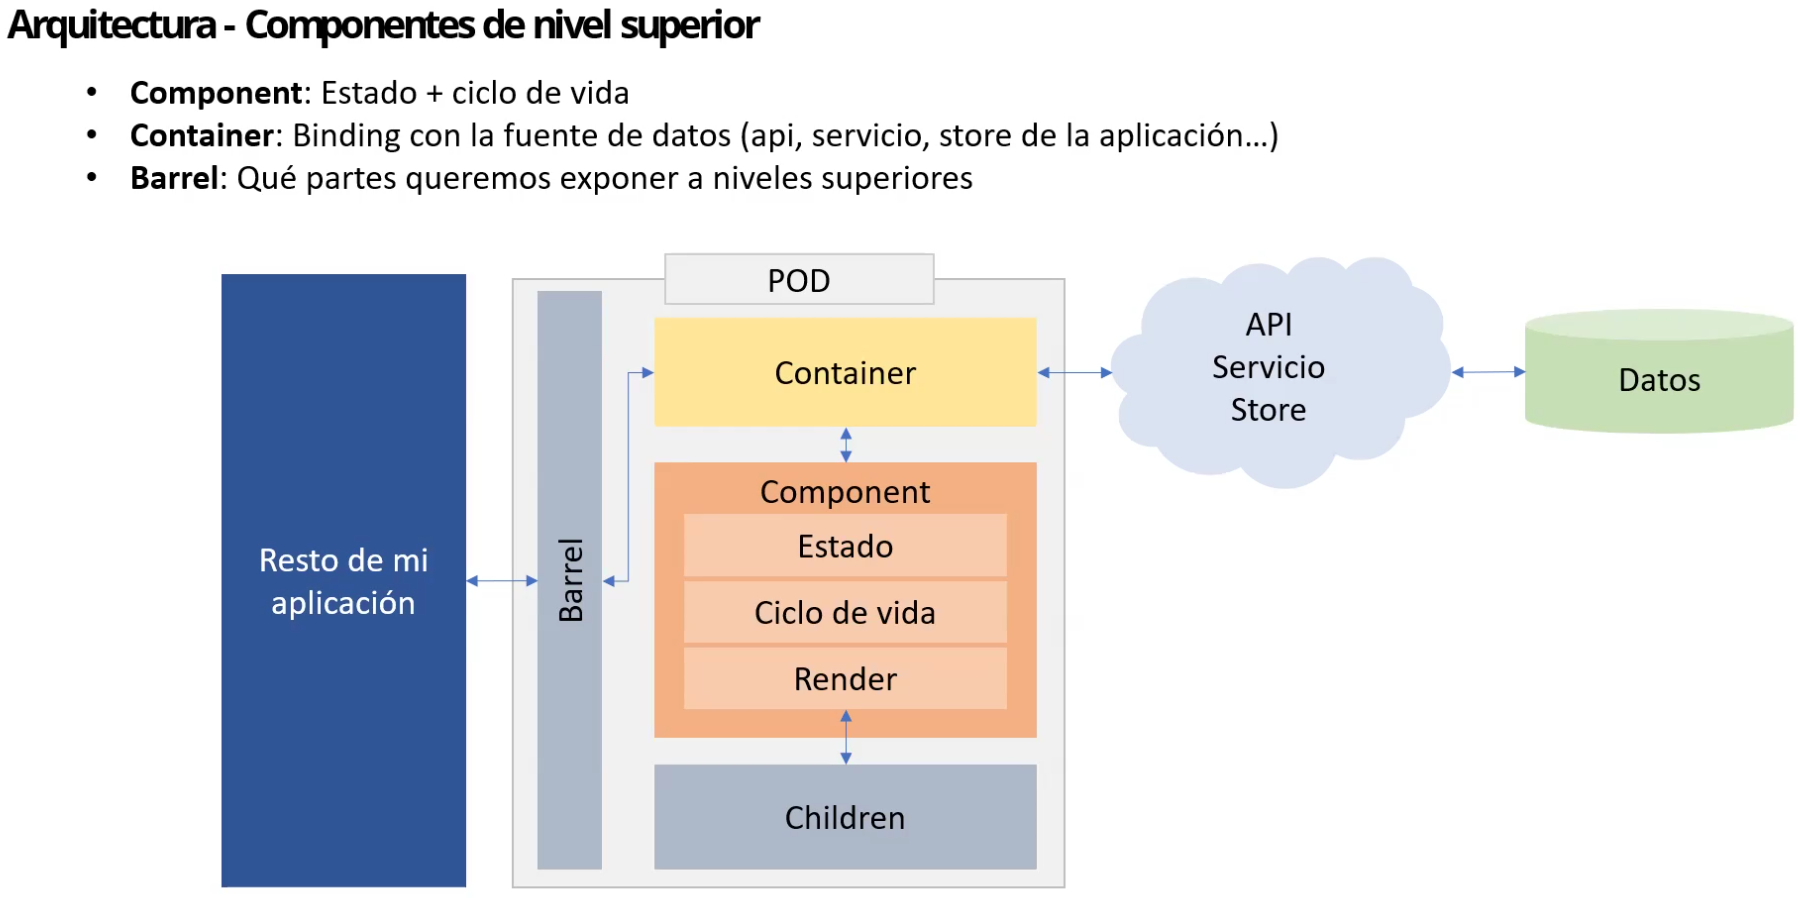 Arquitectura - Componentes de nivel superior
• Component: Estado + ciclo de vida
• Container: Binding con la fuente de datos (api, servicio, store de la aplicación...)
• Barrel: Qué partes queremos exponer a niveles superiores
POD
Resto de mi
aplicación
Barrel
Container
Component
Estado
Ciclo de vida
Render
Children
API
Servicio
Store
Datos